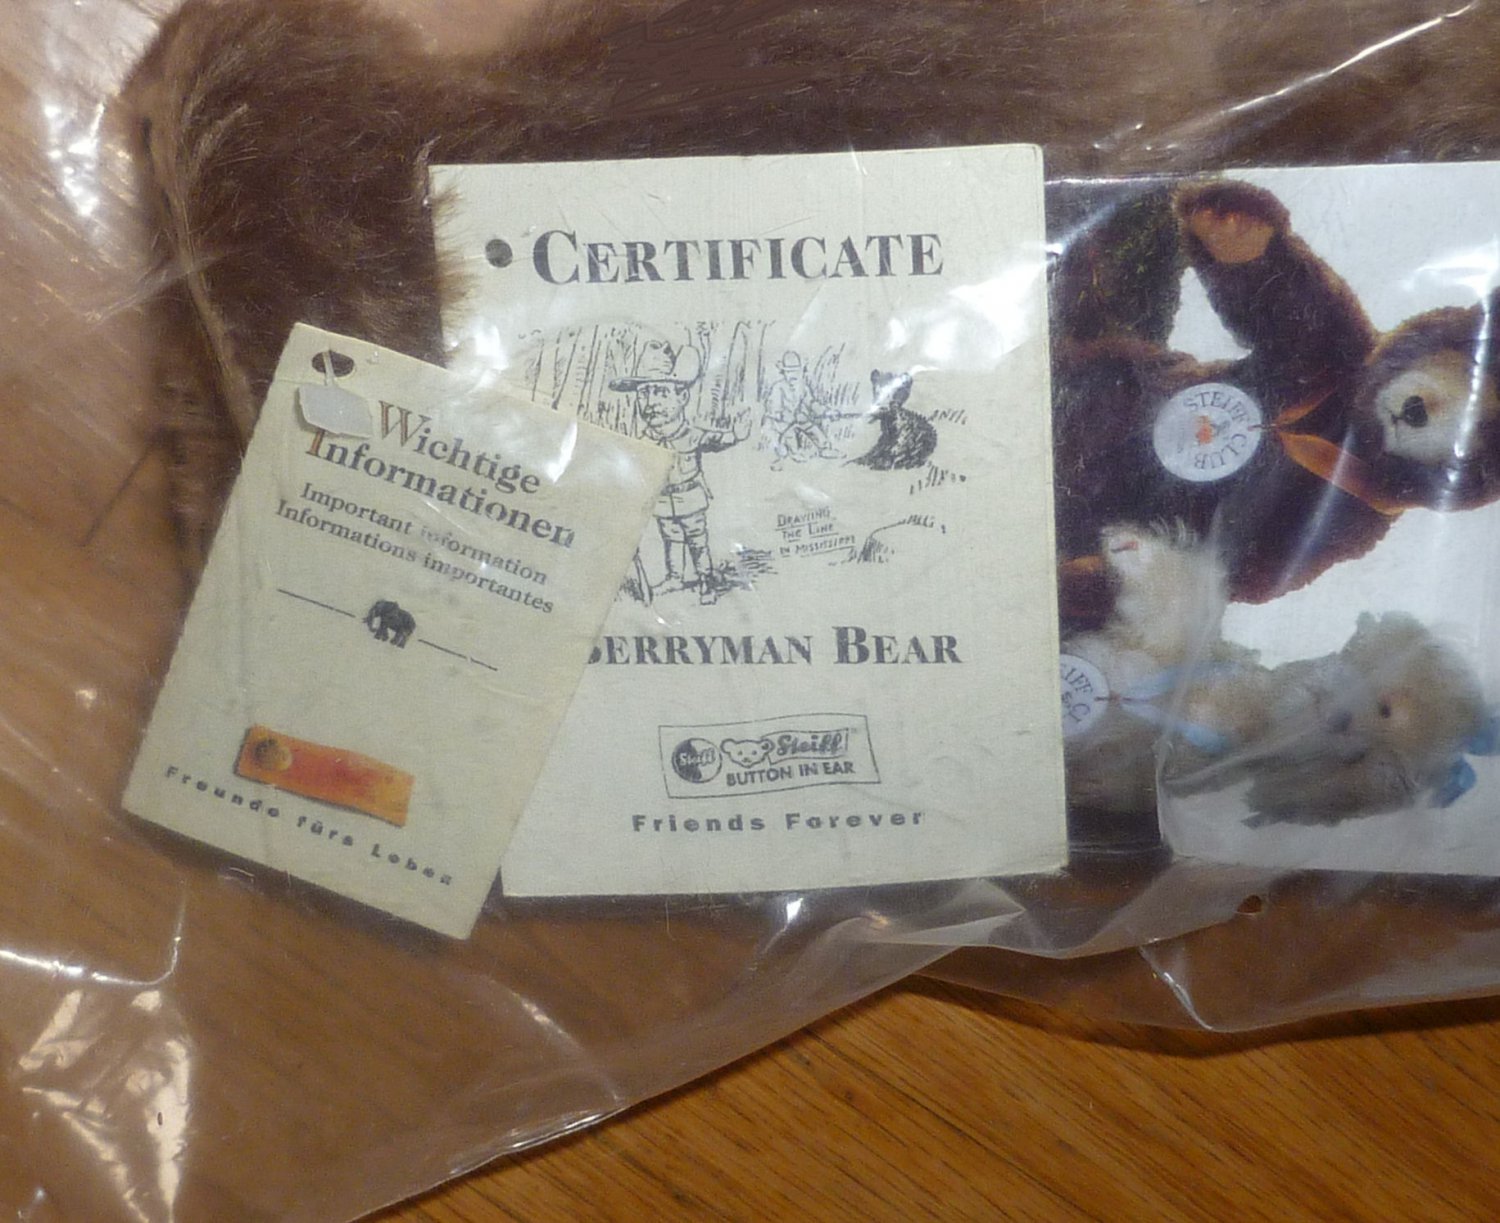 CERTIFICATE
DRAWING
THE LINE
IN MISSISSIPPI
BERRYMAN BEAR
Steiff
Steiff
BUTTON IN EAR
Friends Forever
Wichtige
Informationen
Important information
Informations importantes
Freunde fürs Leben
STEIFF
CLUB